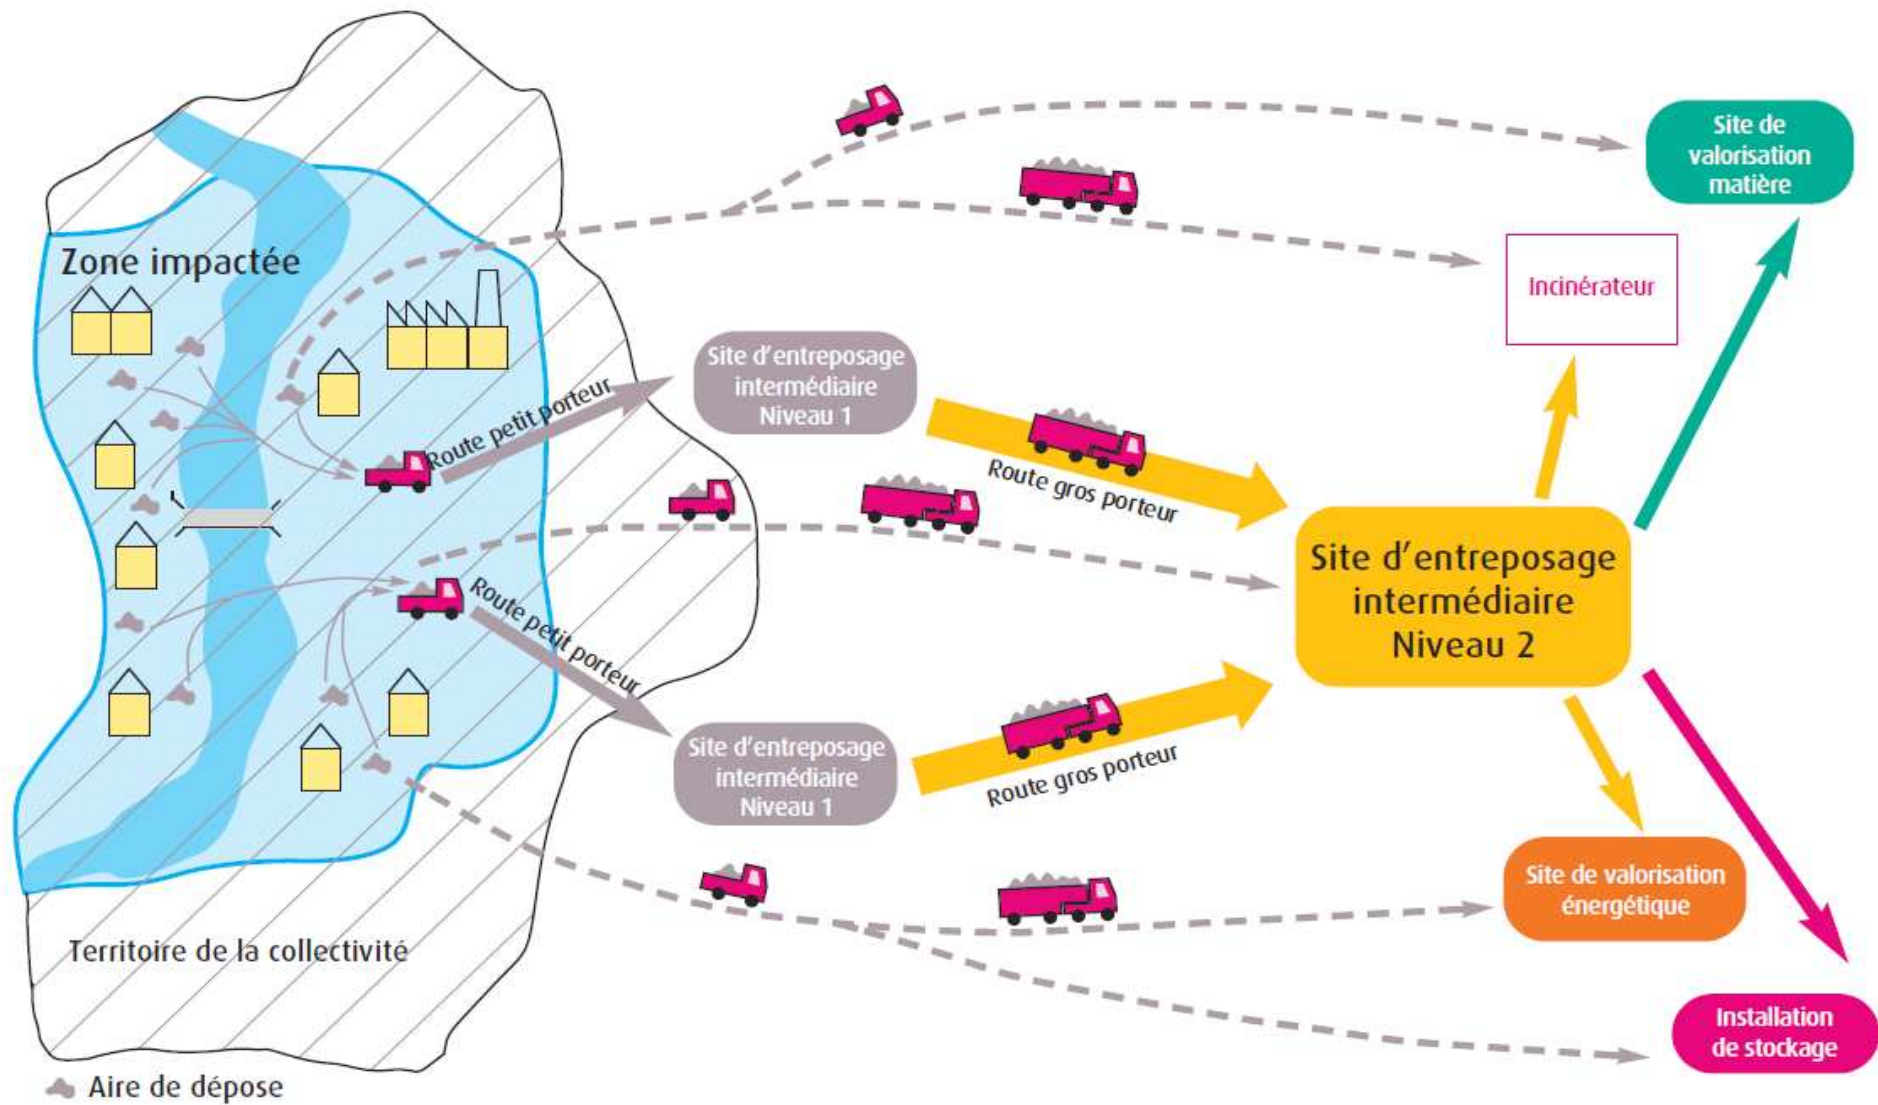 Site de
valorisation
matière
Zone impactée
Incinérateur
Site d'entreposage
intermédiaire
Niveau 1
Route petit porteur
Route gros porteur
Site d'entreposage
intermédiaire
Niveau 2
Route petit porteur
Site d'entreposage
intermédiaire
Niveau 1
Route gros porteur
Site de valorisation
énergétique
Territoire de la collectivité
Installation
de stockage
Aire de dépose